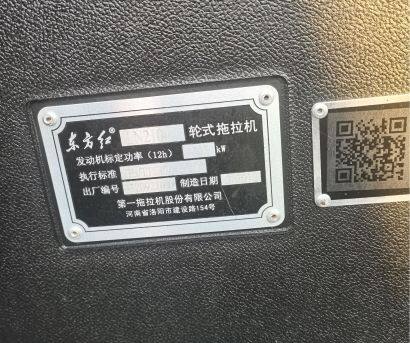 东方红® 轮式拖拉机
发动机标定功率（12h） kW
执行标准
出厂编号 制造日期
第一拖拉机股份有限公司
河南省洛阳市建设路154号